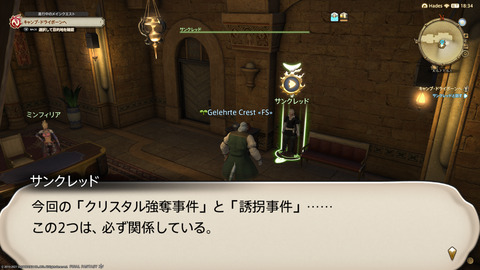 Hades 18:34
キャンプ・ドライボーンへ
サンクレッド
ミンフィリア
サンクレッド
Gelehrte Crest «FS»
サンクレッド
今回の「クリスタル強奪事件」と「誘拐事件」……
この2つは、必ず関係している。